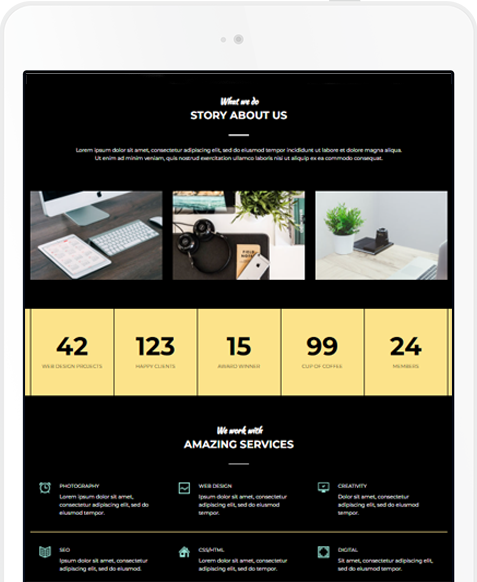 What we do
STORY ABOUT US
Lorem ipsum dolor sit amet, consectetur adipiscing elit, sed do eiusmod tempor incididunt ut labore et dolore magna aliqua.
Ut enim ad minim veniam, quis nostrud exercitation ullamco laboris nisi ut aliquip ex ea commodo consequat.
FIELD NOTES
42 123 15 99 24
WEB DESIGN PROJECTS HAPPY CLIENTS AWARD WINNER CUP OF COFFEE MEMBERS
We work with
AMAZING SERVICES
PHOTOGRAPHY
Lorem ipsum dolor sit amet,
consectetur adipiscing elit, sed do
eiusmod tempor.
WEB DESIGN
Ipsum dolor sit amet, consectetur
adipiscing elit, sed do eiusmod
tempor.
CREATIVITY
Dolor sit amet, consectetur
adipiscing elit, sed do eiusmod
tempor.
SEO
Ipsum dolor sit amet, consectetur
adipiscing elit, sed do eiusmod.
CSS/HTML
Lorem ipsum dolor sit amet,
consectetur adipiscing elit, sed do
eiusmod tempor.
DIGITAL
Sit amet, consectetur adipiscing elit,
sed do eiusmod tempor.